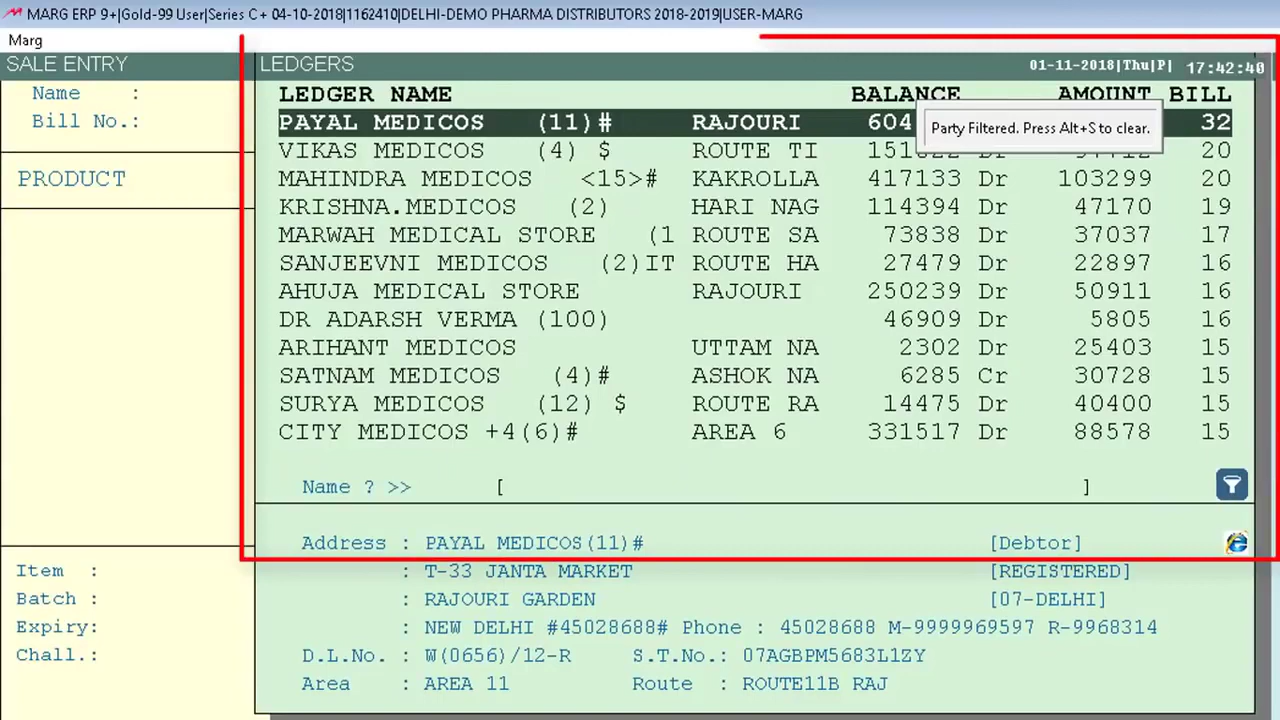 MARG ERP 9+|Gold-99 User|Series C+ 04-10-2018|1162410|DELHI-DEMO PHARMA DISTRIBUTORS 2018-2019|USER-MARG
Marg
SALE ENTRY
Name :
Bill No.:
PRODUCT
Item :
Batch :
Expiry:
Chall.:
LEDGERS 01-11-2018|Thu|P| 17:42:40
LEDGER NAME BALANCE AMOUNT BILL
PAYAL MEDICOS (11)# RAJOURI 604 32
Party Filtered. Press Alt+S to clear.
VIKAS MEDICOS (4) $ ROUTE TI 20
MAHINDRA MEDICOS <15># KAKROLLA 417133 Dr 103299 20
KRISHNA.MEDICOS (2) HARI NAG 114394 Dr 47170 19
MARWAH MEDICAL STORE (1 ROUTE SA 73838 Dr 37037 17
SANJEEVNI MEDICOS (2)IT ROUTE HA 27479 Dr 22897 16
AHUJA MEDICAL STORE RAJOURI 250239 Dr 50911 16
DR ADARSH VERMA (100) 46909 Dr 5805 16
ARIHANT MEDICOS UTTAM NA 2302 Dr 25403 15
SATNAM MEDICOS (4)# ASHOK NA 6285 Cr 30728 15
SURYA MEDICOS (12) $ ROUTE RA 14475 Dr 40400 15
CITY MEDICOS +4(6)# AREA 6 331517 Dr 88578 15
Name ? >> [ ]
Address : PAYAL MEDICOS(11)# [Debtor]
: T-33 JANTA MARKET [REGISTERED]
: RAJOURI GARDEN [07-DELHI]
: NEW DELHI #45028688# Phone : 45028688 M-9999969597 R-9968314
D.L.No. : W(0656)/12-R S.T.No.: 07AGBPM5683L1ZY
Area : AREA 11 Route : ROUTE11B RAJ